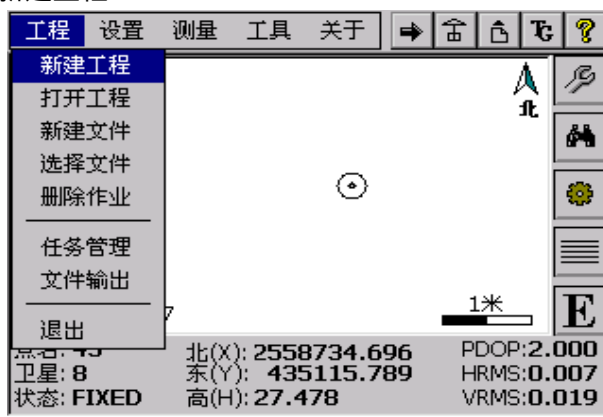 工程 设置 测量 工具 关于
新建工程
打开工程
新建文件
选择文件
删除作业
任务管理
文件输出
退出
北
1米
E
北(X): 2558734.696 PDOP:2.000
卫星: 8 东(Y): 435115.789 HRMS:0.007
状态: FIXED 高(H): 27.478 VRMS:0.019